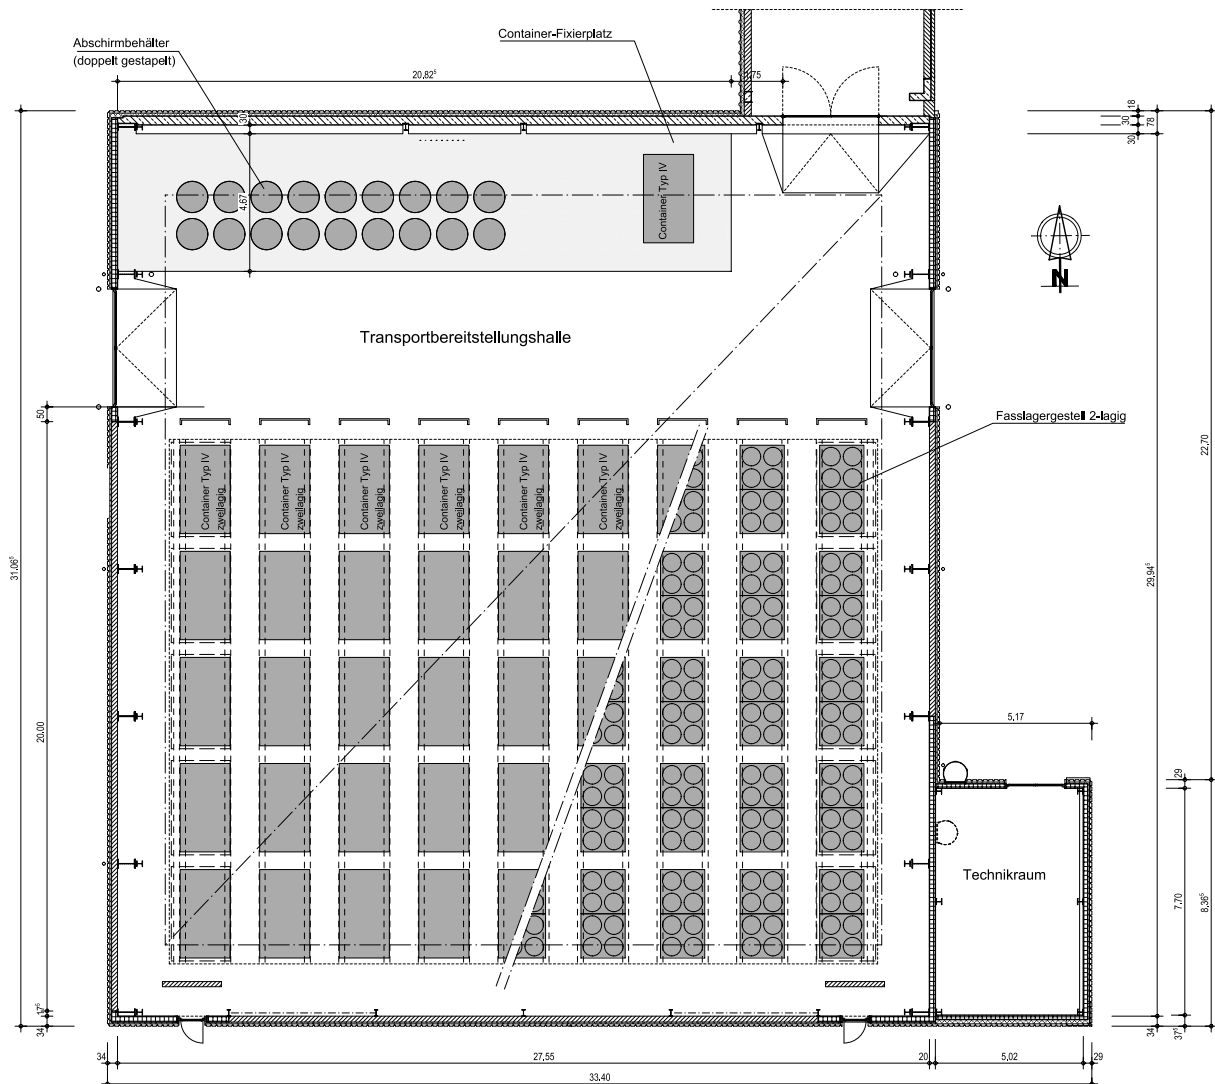 Abschirmbehälter
(doppelt gestapelt)
Container-Fixierplatz
20,82⁵
1,75
30
4,67
Container Typ IV
18
30
78
30
N
Transportbereitstellungshalle
Fasslagergestell 2-lagig
50
22,70
31,06⁵
29,94⁵
20,00
Container Typ IV
zweilagig
Container Typ IV
zweilagig
Container Typ IV
zweilagig
Container Typ IV
zweilagig
Container Typ IV
zweilagig
Container Typ IV
zweilagig
5,17
29
Technikraum
7,70
8,36⁵
34
34
37⁵
34
27,55
20
5,02
29
33,40